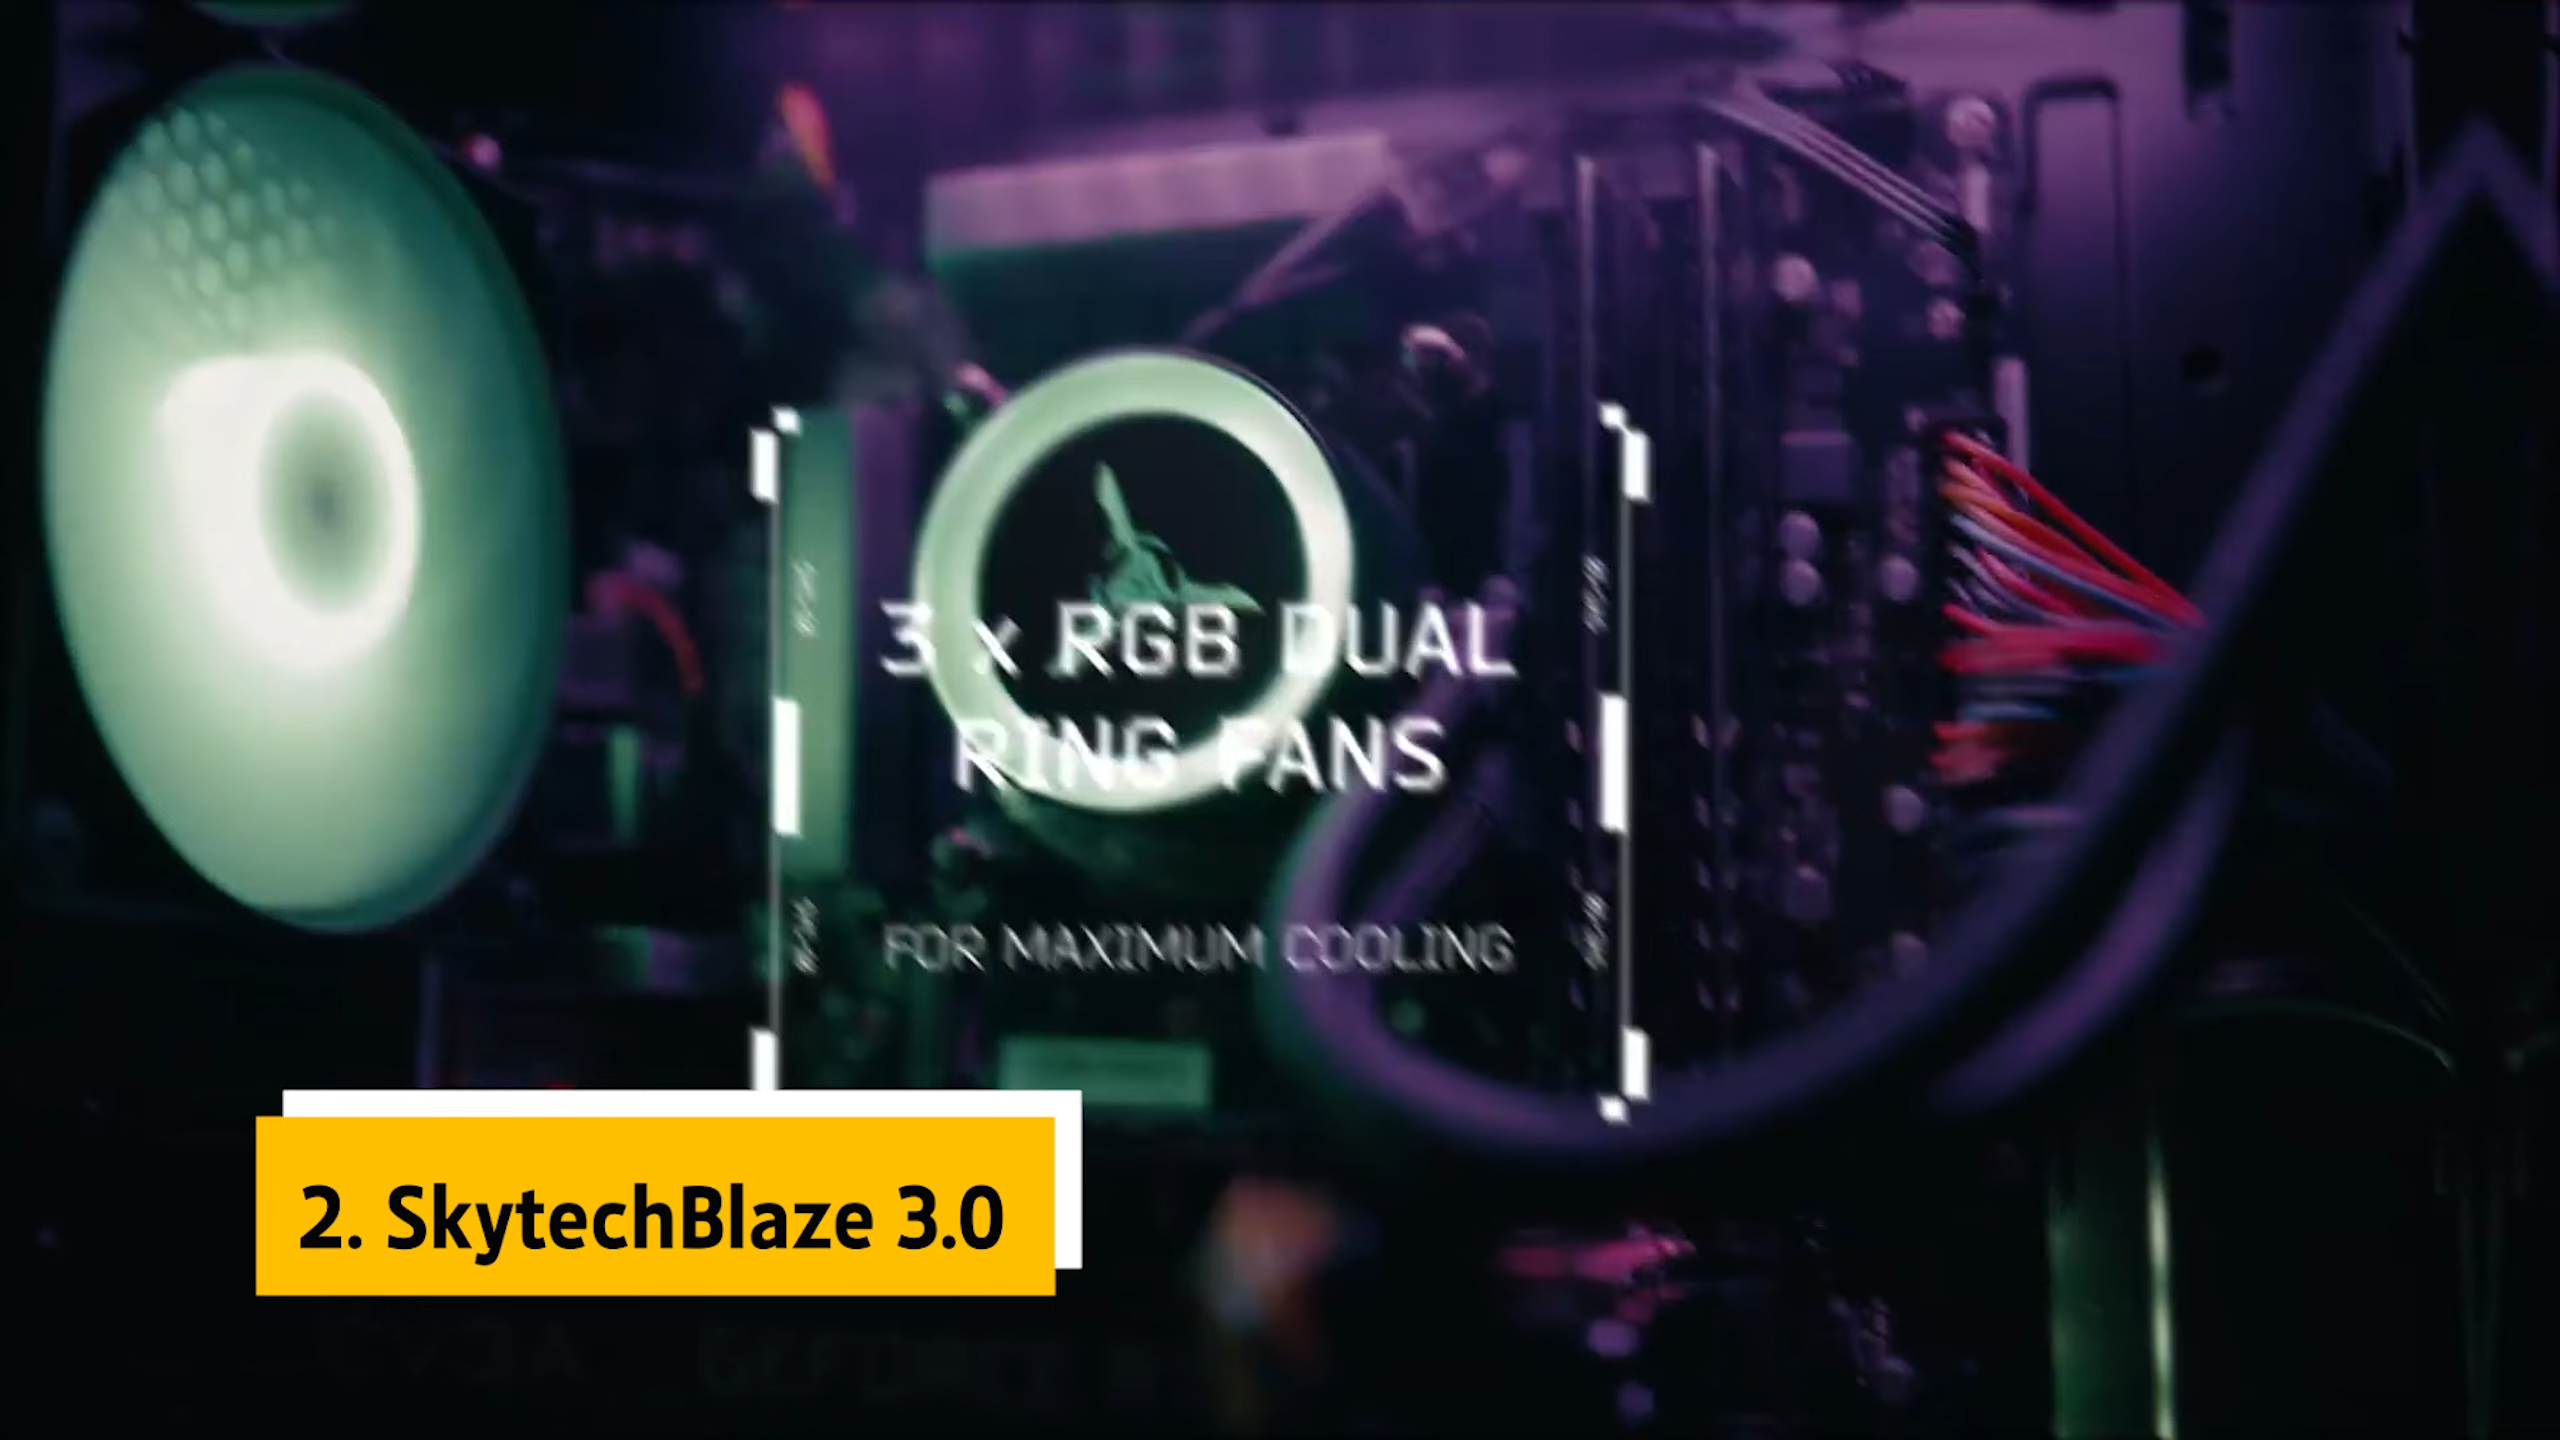 3 x RGB DUAL
RING FANS
FOR MAXIMUM COOLING
2. SkytechBlaze 3.0